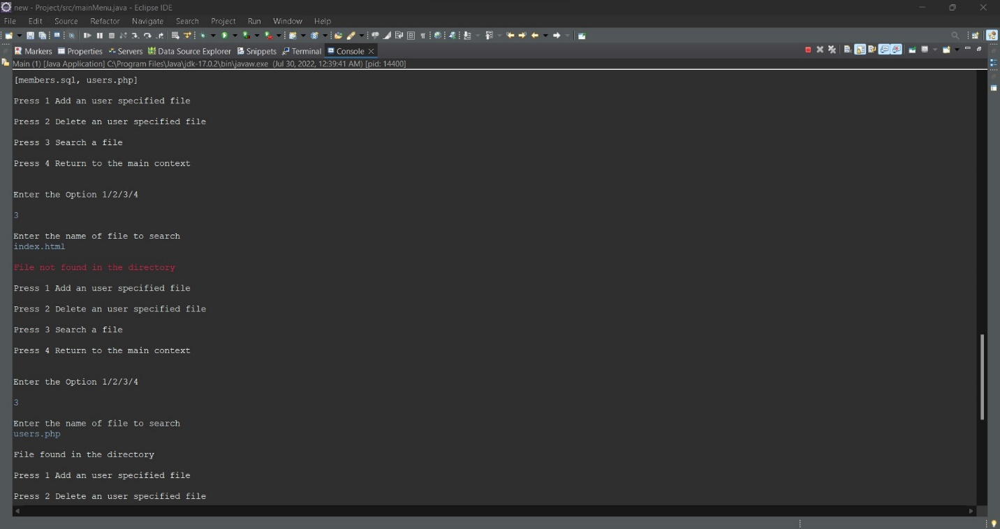 new - Project/src/mainMenu.java - Eclipse IDE
File Edit Source Refactor Navigate Search Project Run Window Help
Markers Properties Servers Data Source Explorer Snippets Terminal Console
Main (1) [Java Application] C:\Program Files\Java\jdk-17.0.2\bin\javaw.exe (Jul 30, 2022, 12:39:41 AM) [pid: 14400]
[members.sql, users.php]
Press 1 Add an user specified file
Press 2 Delete an user specified file
Press 3 Search a file
Press 4 Return to the main context
Enter the Option 1/2/3/4
3
Enter the name of file to search
index.html
File not found in the directory
Press 1 Add an user specified file
Press 2 Delete an user specified file
Press 3 Search a file
Press 4 Return to the main context
Enter the Option 1/2/3/4
3
Enter the name of file to search
users.php
File found in the directory
Press 1 Add an user specified file
Press 2 Delete an user specified file